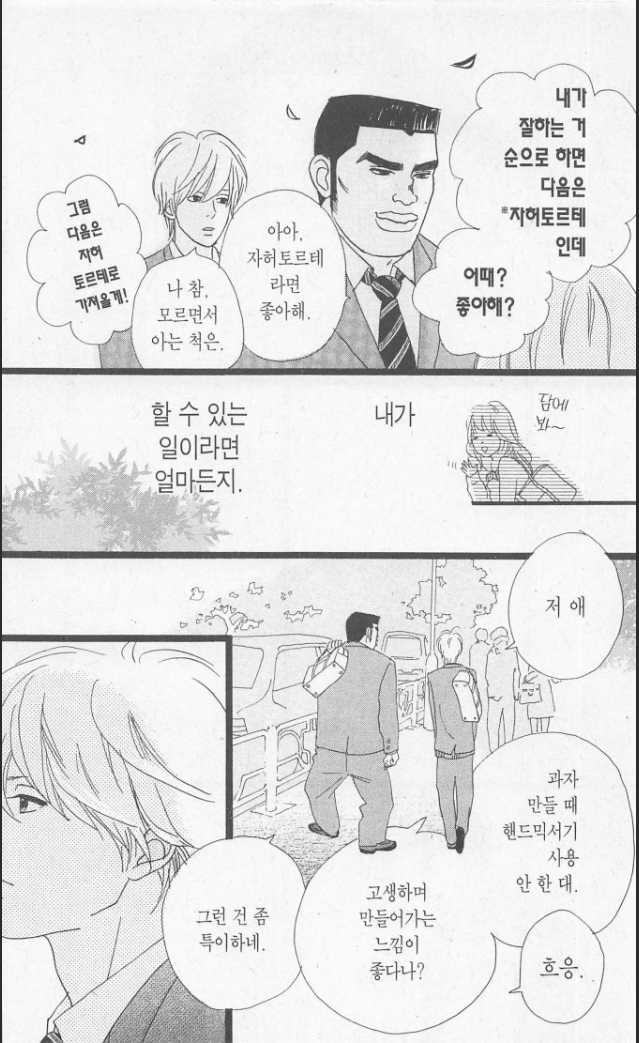 내가
잘하는 거
순으로 하면
다음은
※자허토르테
인데
어때?
좋아해?
아아,
자허토르테
라면
좋아해.
나 참,
모르면서
아는 척은.
그럼
다음은
자허
토르테로
가져올게!
담에
봐~
내가
할 수 있는
일이라면
얼마든지.
저 애
과자
만들 때
핸드믹서기
사용
안 한 대.
흐응.
고생하며
만들어가는
느낌이
좋다나?
그런 건 좀
특이하네.